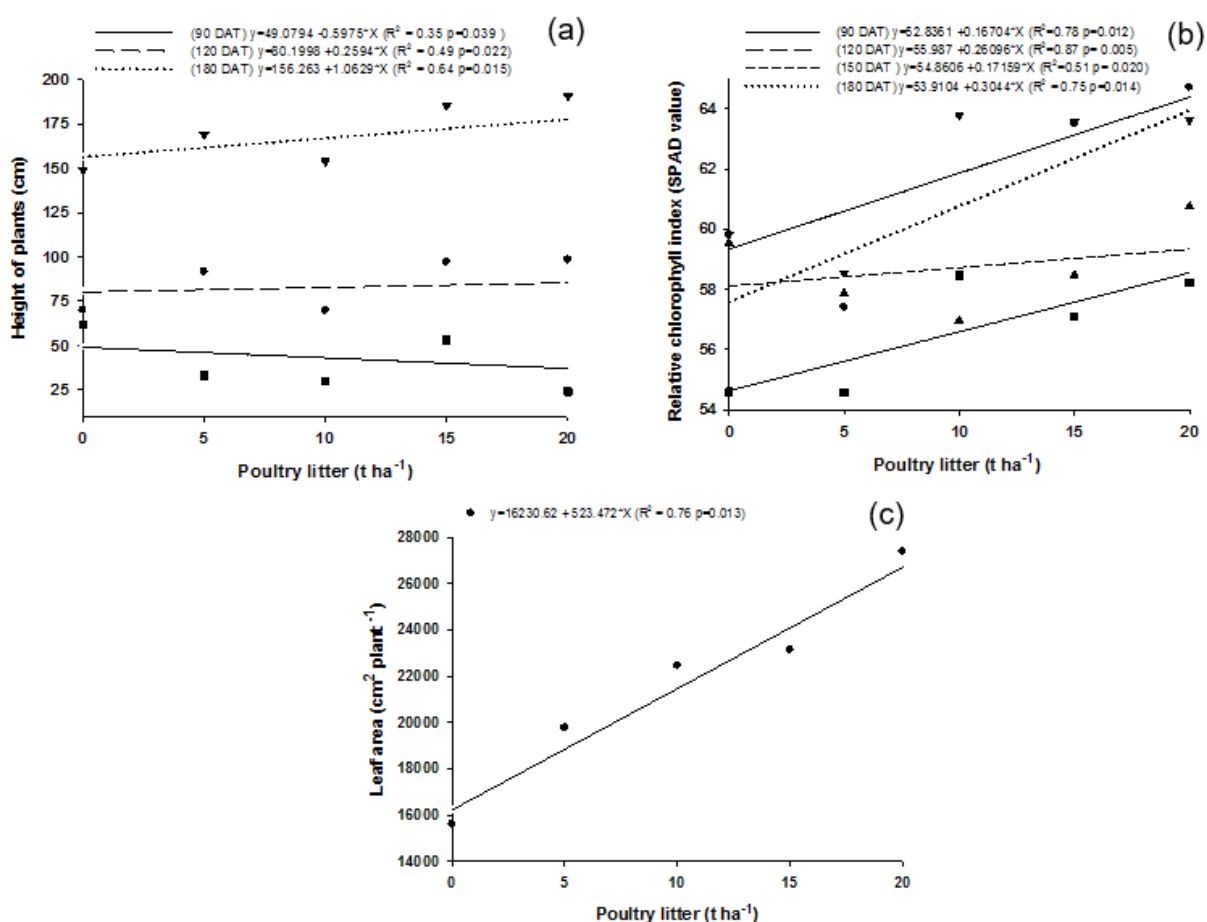 (a)
(90 DAT) y=49.0794 -0.5975*X (R² = 0.35 p=0.039 )
(120 DAT) y=80.1998 +0.2594*X (R² = 0.49 p=0.022)
(180 DAT) y=156.263 +1.0629*X (R² = 0.64 p=0.015)
200
175
150
125
100
75
50
25
Height of plants (cm)
0
5
10
15
20
Poultry litter (t ha⁻¹)
(b)
(90 DAT) y=52.8361 +0.16704*X (R²=0.78 p=0.012)
(120 DAT) y=55.987 +0.26096*X (R²=0.87 p= 0.005)
(150 DAT) y=54.8606 +0.17159*X (R²=0.51 p= 0.020)
(180 DAT) y=53.9104 +0.3044*X (R²= 0.75 p=0.014)
64
62
60
58
56
54
Relative chlorophyll index (SPAD value)
0
5
10
15
20
Poultry litter (t ha⁻¹)
(c)
y=16230.62 + 523.472*X (R² = 0.76 p=0.013)
28000
26000
24000
22000
20000
18000
16000
14000
Leaf area (cm² plant⁻¹)
0
5
10
15
20
Poultry litter (t ha⁻¹)